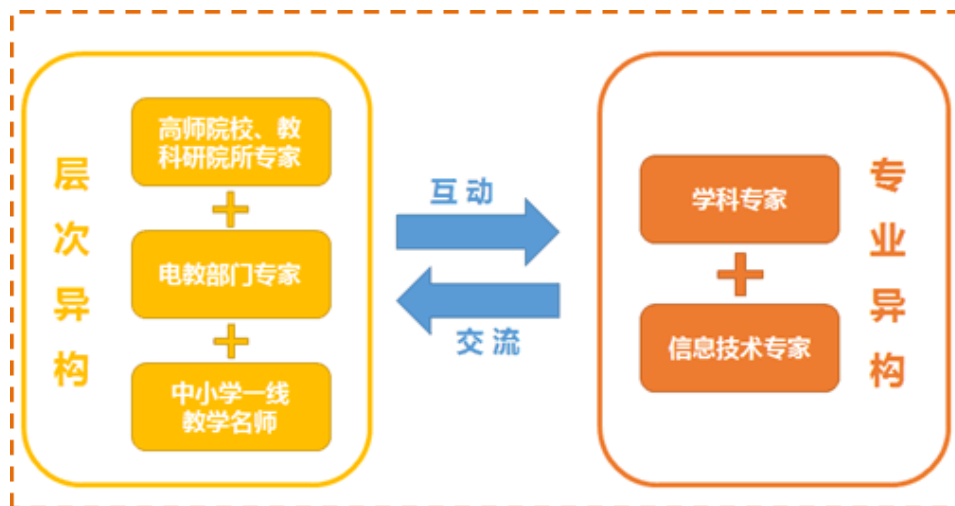 层次异构
高师院校、教
科研院所专家
电教部门专家
中小学一线
教学名师
互动
交流
学科专家
信息技术专家
专业异构